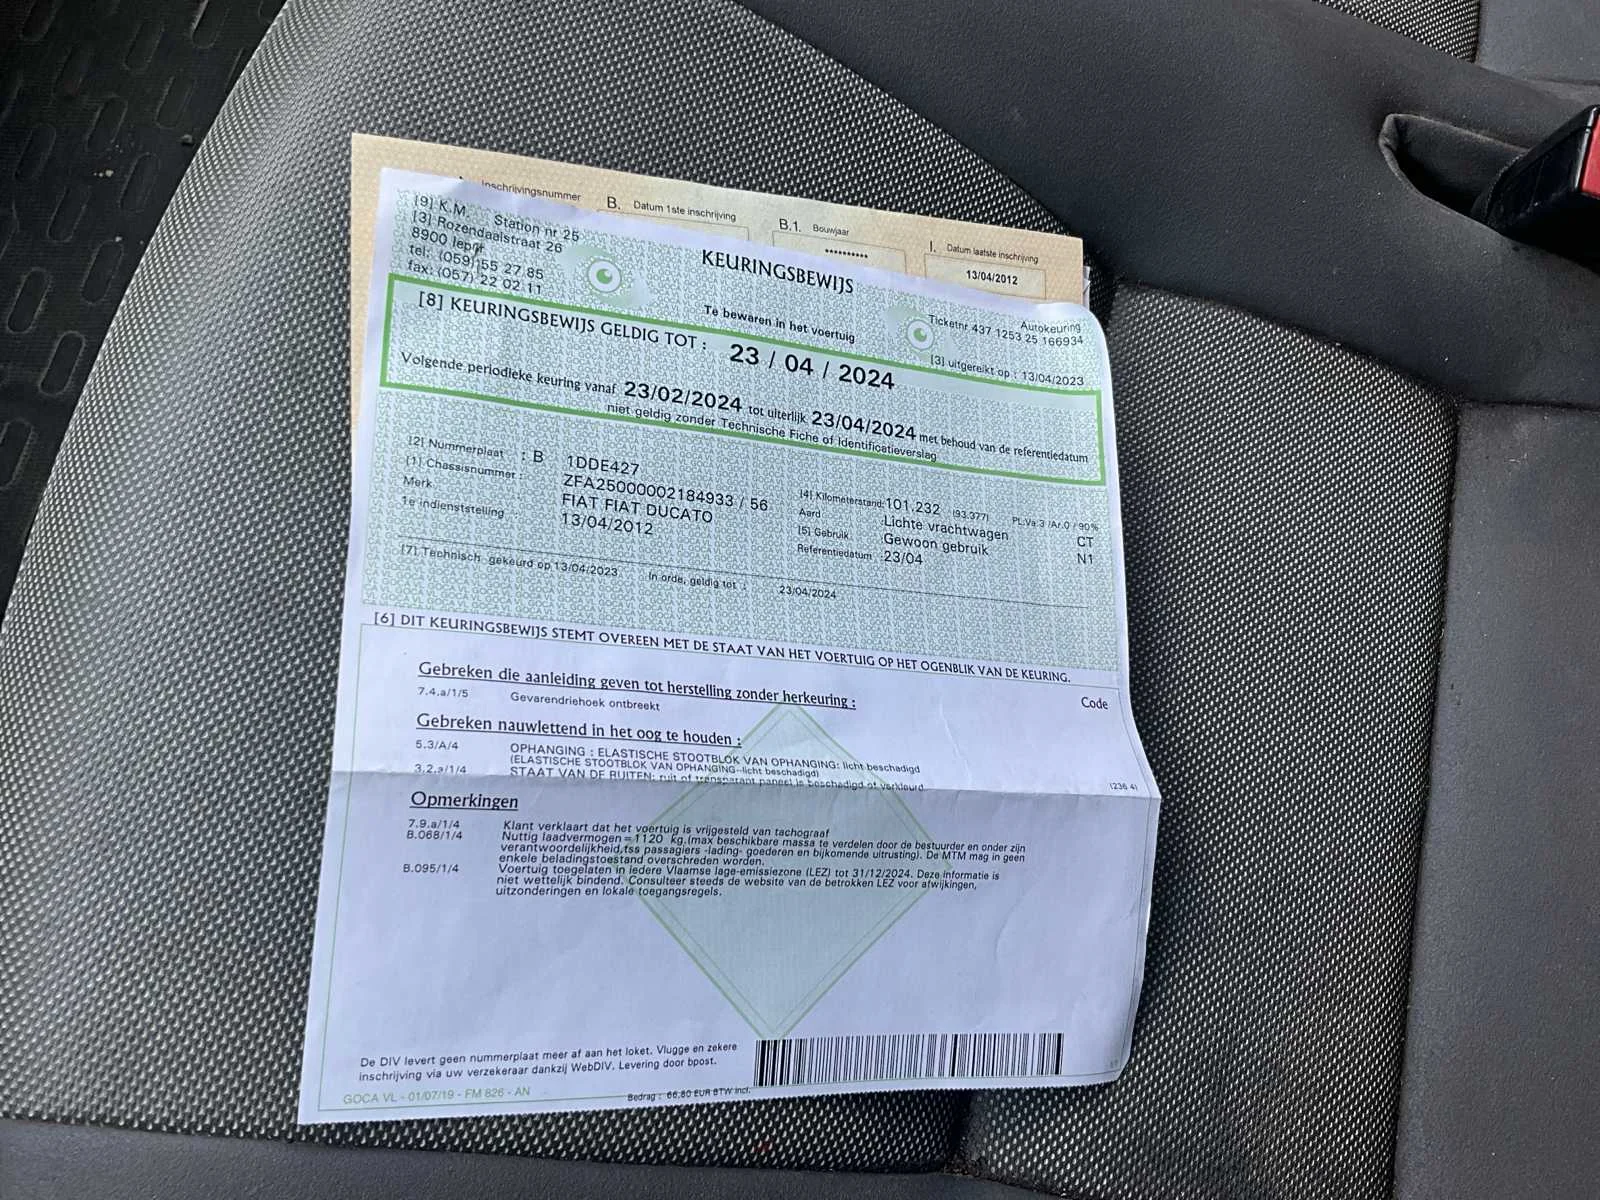 Inschrijvingsnummer
B. Datum 1ste inschrijving
B.1. Bouwjaar
**********
I. Datum laatste inschrijving
13/04/2012
[9] K.M. Station nr 25
[3] Rozendaalstraat 26
8900 Ieper
tel: (059) 55 27 85
fax: (057) 22 02 11
KEURINGSBEWIJS
Te bewaren in het voertuig
Autokeuring
Ticketnr 437 1253 25 166934
[3] uitgereikt op : 13/04/2023
[8] KEURINGSBEWIJS GELDIG TOT : 23 / 04 / 2024
Volgende periodieke keuring vanaf 23/02/2024 tot uiterlijk 23/04/2024 met behoud van de referentiedatum
niet geldig zonder Technische Fiche of Identificatieverslag
[2] Nummerplaat : B 1DDE427
[1] Chassisnummer : ZFA25000002184933 / 56
Merk FIAT FIAT DUCATO
1e indienststelling 13/04/2012
[4] Kilometerstand: 101.232 (93.377) PL.Va:3 /Ar.0 / 90%
Aard :Lichte vrachtwagen CT
[5] Gebruik :Gewoon gebruik N1
Referentiedatum :23/04
[7] Technisch gekeurd op 13/04/2023 In orde, geldig tot : 23/04/2024
[6] DIT KEURINGSBEWIJS STEMT OVEREEN MET DE STAAT VAN HET VOERTUIG OP HET OGENBLIK VAN DE KEURING.
Gebreken die aanleiding geven tot herstelling zonder herkeuring : Code
7.4.a/1/5 Gevarendriehoek ontbreekt
Gebreken nauwlettend in het oog te houden :
5.3/A/4 OPHANGING : ELASTISCHE STOOTBLOK VAN OPHANGING: licht beschadigd
(ELASTISCHE STOOTBLOK VAN OPHANGING--licht beschadigd)
3.2.a/1/4 STAAT VAN DE RUITEN: ruit of transparant paneel is beschadigd of verkleurd (236 4)
Opmerkingen
7.9.a/1/4 Klant verklaart dat het voertuig is vrijgesteld van tachograaf
B.068/1/4 Nuttig laadvermogen = 1120 kg.(max beschikbare massa te verdelen door de bestuurder en onder zijn
verantwoordelijkheid,tss passagiers -lading- goederen en bijkomende uitrusting). De MTM mag in geen
enkele beladingstoestand overschreden worden.
B.095/1/4 Voertuig toegelaten in iedere Vlaamse lage-emissiezone (LEZ) tot 31/12/2024. Deze informatie is
niet wettelijk bindend. Consulteer steeds de website van de betrokken LEZ voor afwijkingen,
uitzonderingen en lokale toegangsregels.
De DIV levert geen nummerplaat meer af aan het loket. Vlugge en zekere
inschrijving via uw verzekeraar dankzij WebDIV. Levering door bpost.
GOCA VL - 01/07/19 - FM 826 - AN
Bedrag : 66.80 EUR BTW incl.